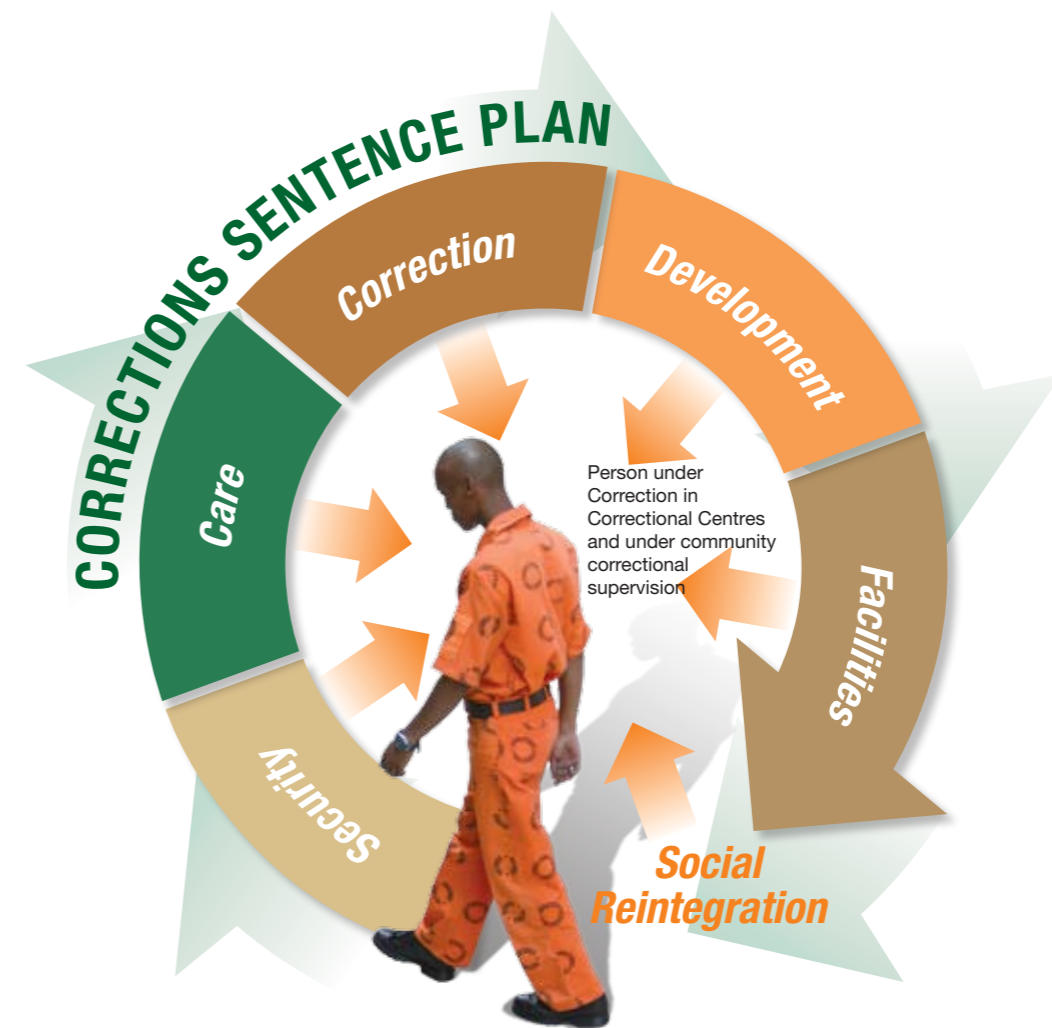 CORRECTIONS SENTENCE PLAN
Correction
Development
Care
Person under
Correction in
Correctional Centres
and under community
correctional
supervision
Facilities
Security
Social
Reintegration